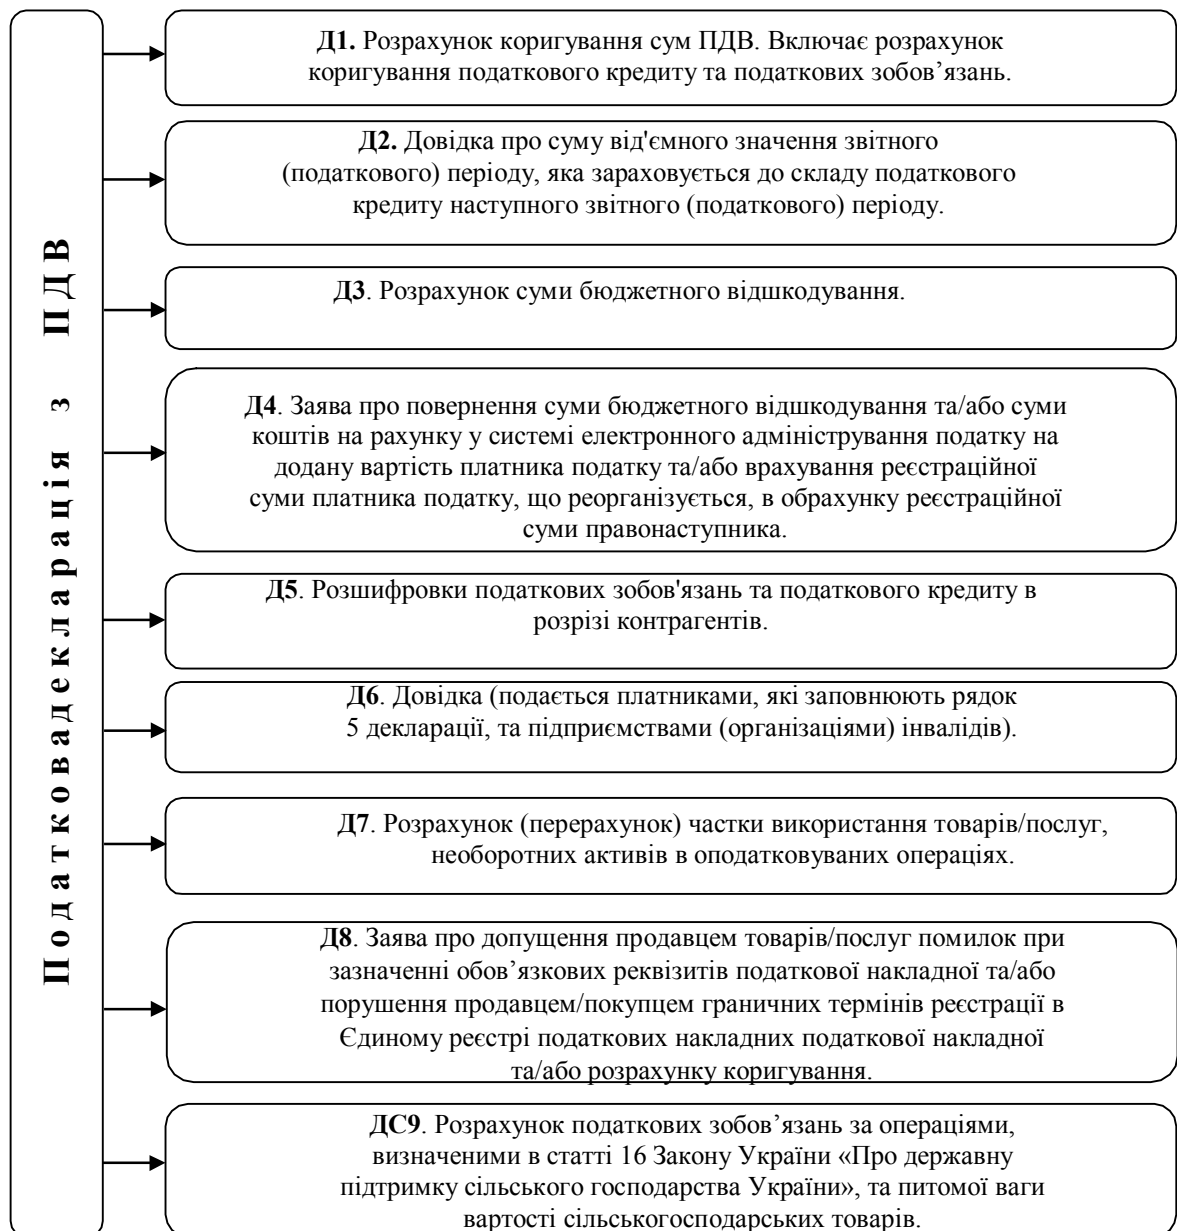 Податковадекларація з ПДВ
Д1. Розрахунок коригування сум ПДВ. Включає розрахунок
коригування податкового кредиту та податкових зобов’язань.
Д2. Довідка про суму від'ємного значення звітного
(податкового) періоду, яка зараховується до складу податкового
кредиту наступного звітного (податкового) періоду.
Д3. Розрахунок суми бюджетного відшкодування.
Д4. Заява про повернення суми бюджетного відшкодування та/або суми
коштів на рахунку у системі електронного адміністрування податку на
додану вартість платника податку та/або врахування реєстраційної
суми платника податку, що реорганізується, в обрахунку реєстраційної
суми правонаступника.
Д5. Розшифровки податкових зобов'язань та податкового кредиту в
розрізі контрагентів.
Д6. Довідка (подається платниками, які заповнюють рядок
5 декларації, та підприємствами (організаціями) інвалідів).
Д7. Розрахунок (перерахунок) частки використання товарів/послуг,
необоротних активів в оподатковуваних операціях.
Д8. Заява про допущення продавцем товарів/послуг помилок при
зазначенні обов’язкових реквізитів податкової накладної та/або
порушення продавцем/покупцем граничних термінів реєстрації в
Єдиному реєстрі податкових накладних податкової накладної
та/або розрахунку коригування.
ДС9. Розрахунок податкових зобов’язань за операціями,
визначеними в статті 16 Закону України «Про державну
підтримку сільського господарства України», та питомої ваги
вартості сільськогосподарських товарів.